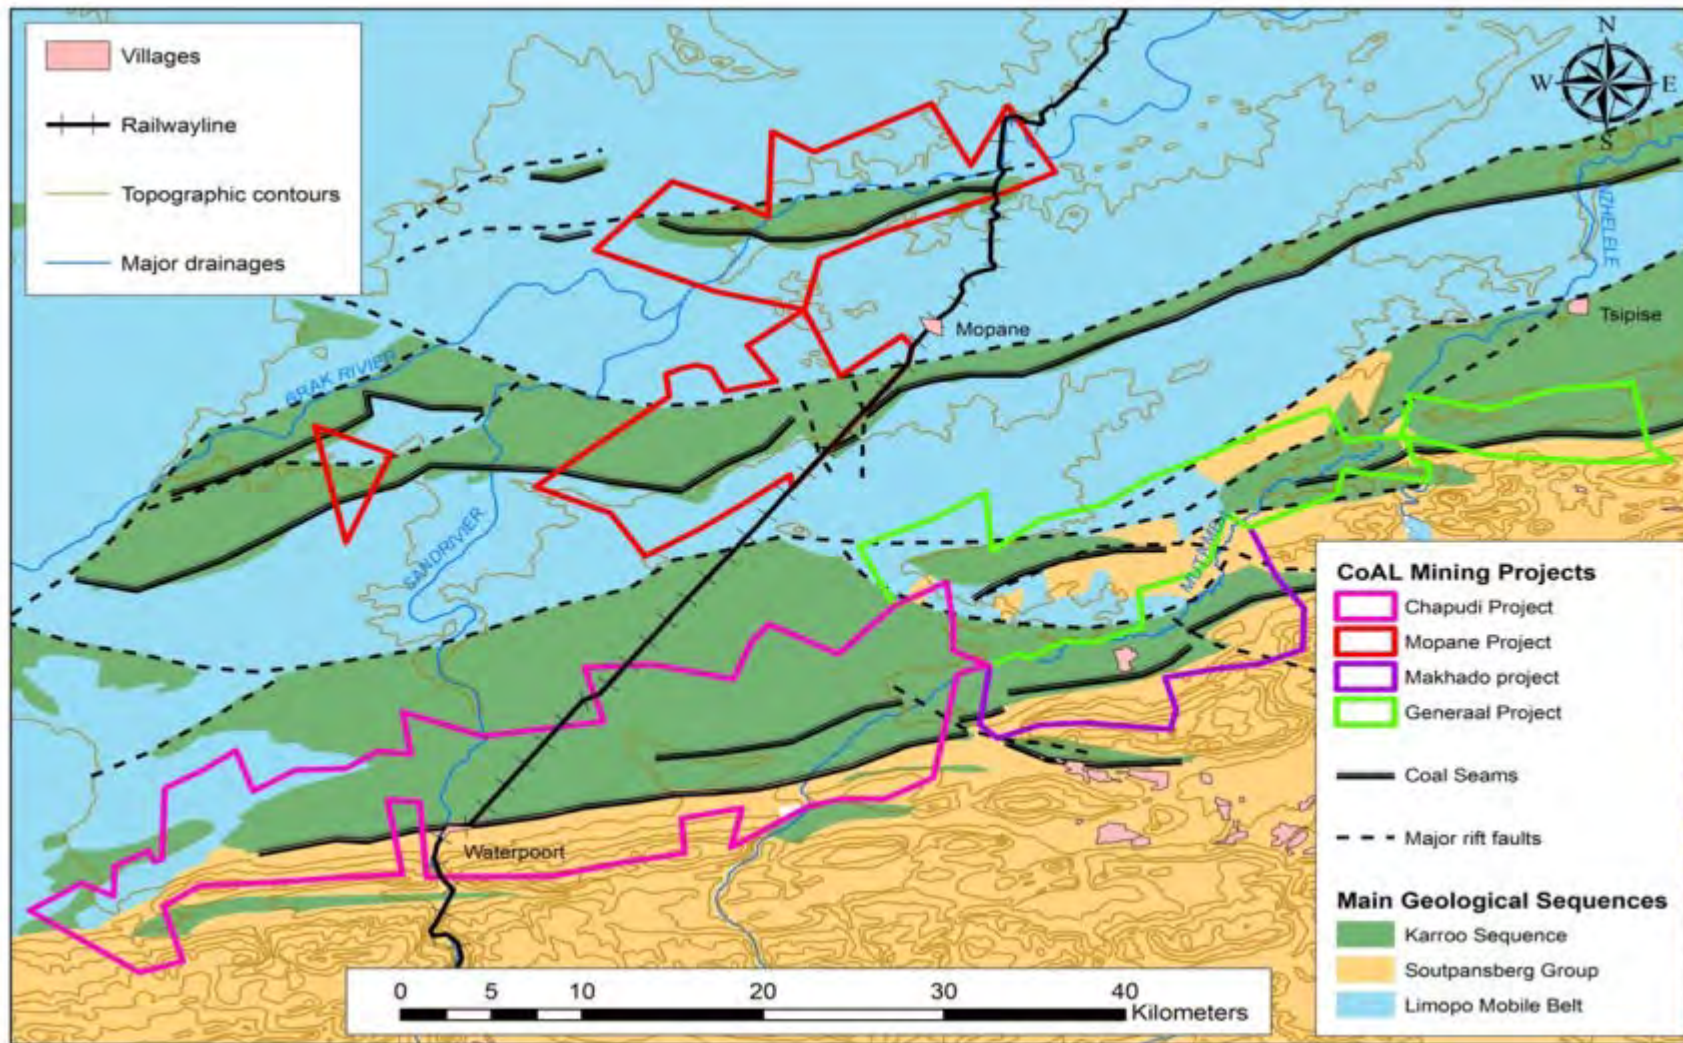 Villages
Railwayline
Topographic contours
Major drainages
N
W
E
S
NZHELELE
Tsipise
Mopane
BRAK RIVIER
SANDRIVIER
MUTAMBA
Waterpoort
CoAL Mining Projects
Chapudi Project
Mopane Project
Makhado project
Generaal Project
Coal Seams
Major rift faults
Main Geological Sequences
Karroo Sequence
Soutpansberg Group
Limopo Mobile Belt
0 5 10 20 30 40
Kilometers